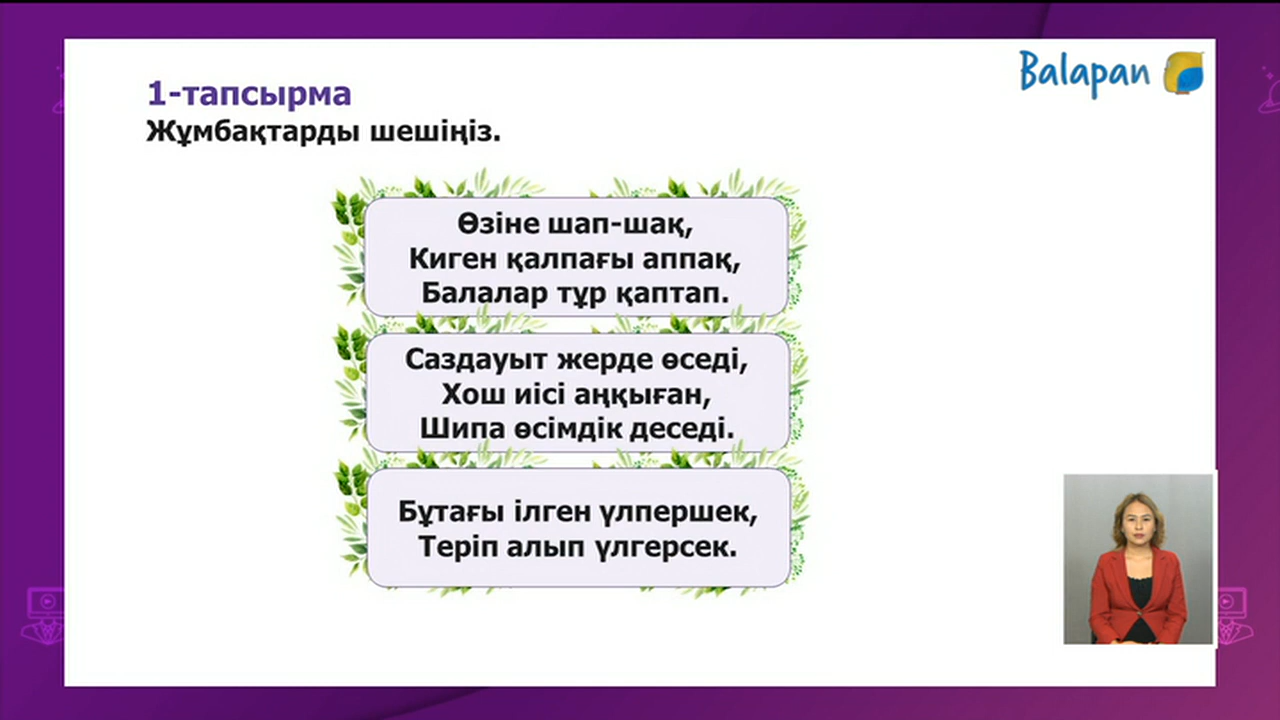 Balapan
1-тапсырма
Жұмбақтарды шешіңіз.
Өзіне шап-шақ,
Киген қалпағы аппақ,
Балалар тұр қаптап.
Саздауыт жерде өседі,
Хош иісі аңқыған,
Шипа өсімдік деседі.
Бұтағы ілген үлпершек,
Теріп алып үлгерсек.